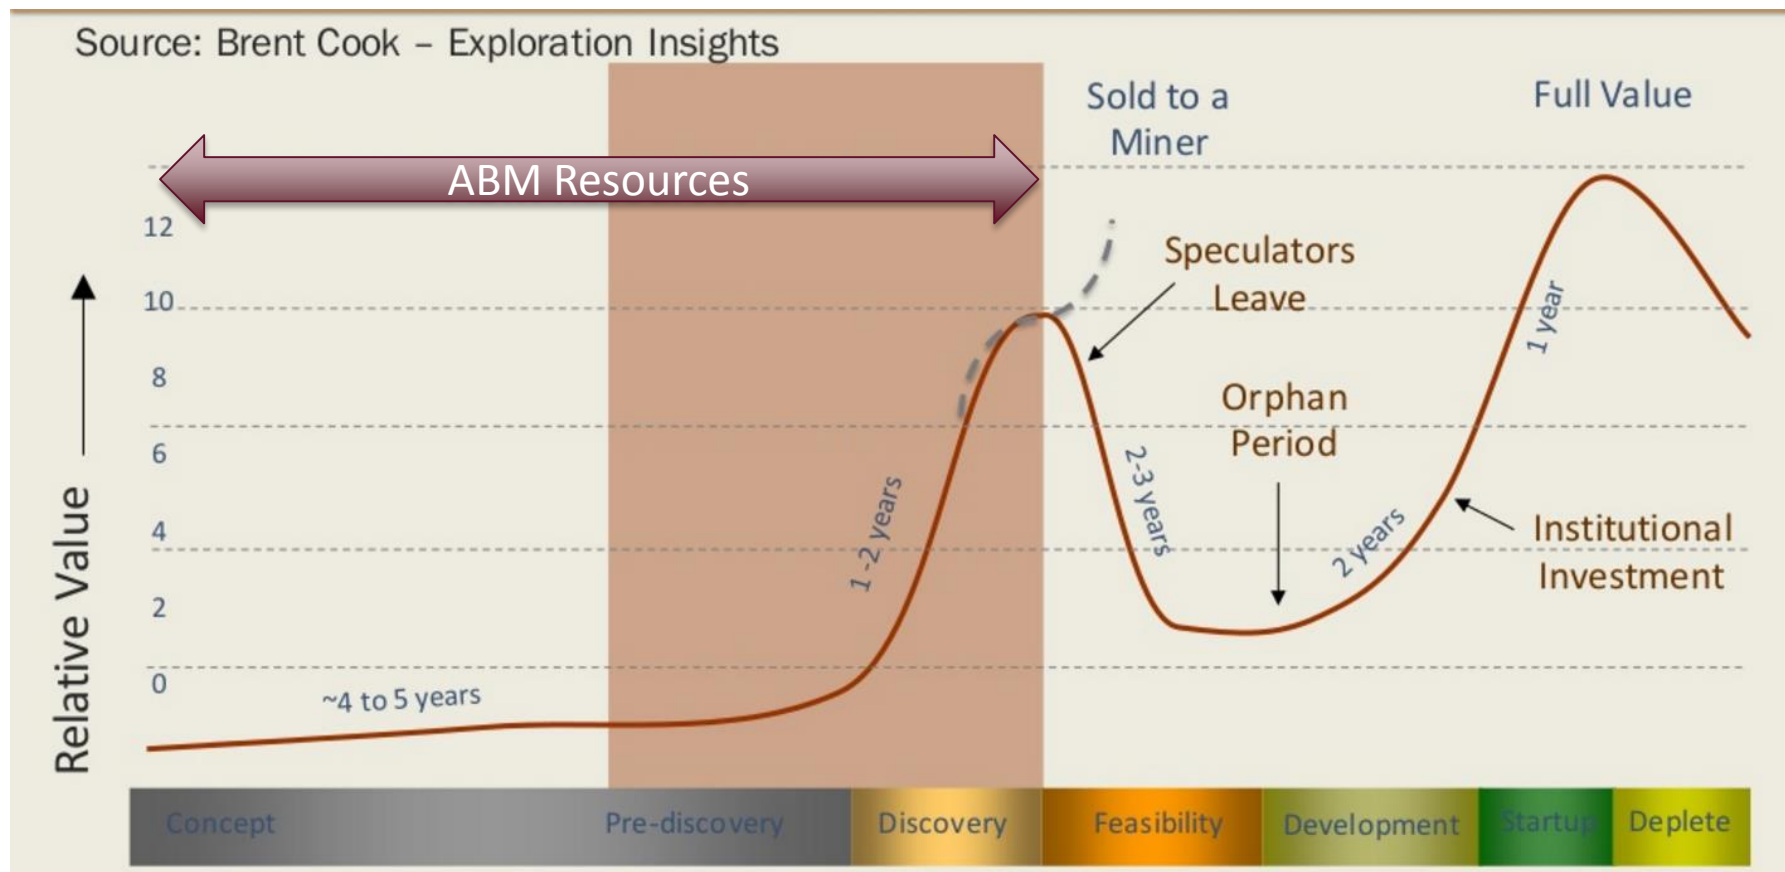 Source: Brent Cook – Exploration Insights
Sold to a
Miner
Full Value
ABM Resources
12
10
8
6
4
2
0
Relative Value
Speculators
Leave
Orphan
Period
Institutional
Investment
~4 to 5 years
1-2 years
2-3 years
2 years
1 year
Concept
Pre-discovery
Discovery
Feasibility
Development
Startup
Deplete